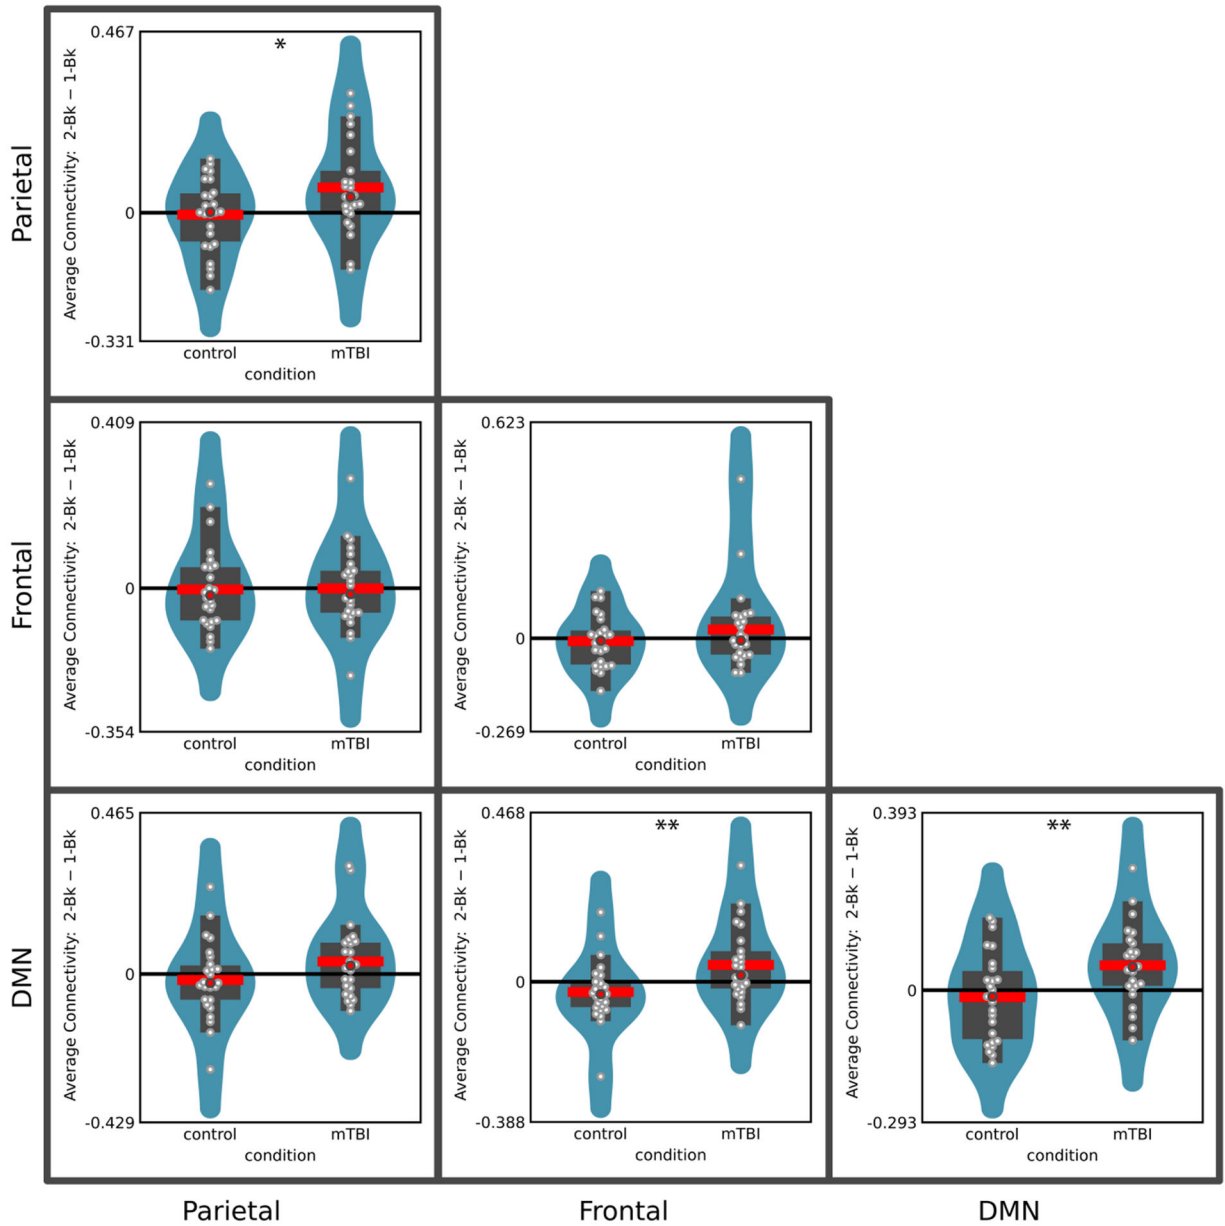 Parietal
Average Connectivity: 2-Bk − 1-Bk
0.467
*
0
-0.331
control
mTBI
condition
Frontal
Average Connectivity: 2-Bk − 1-Bk
0.409
0
-0.354
control
mTBI
condition
Average Connectivity: 2-Bk − 1-Bk
0.623
0
-0.269
control
mTBI
condition
DMN
Average Connectivity: 2-Bk − 1-Bk
0.465
0
-0.429
control
mTBI
condition
Average Connectivity: 2-Bk − 1-Bk
0.468
**
0
-0.388
control
mTBI
condition
Average Connectivity: 2-Bk − 1-Bk
0.393
**
0
-0.293
control
mTBI
condition
Parietal
Frontal
DMN